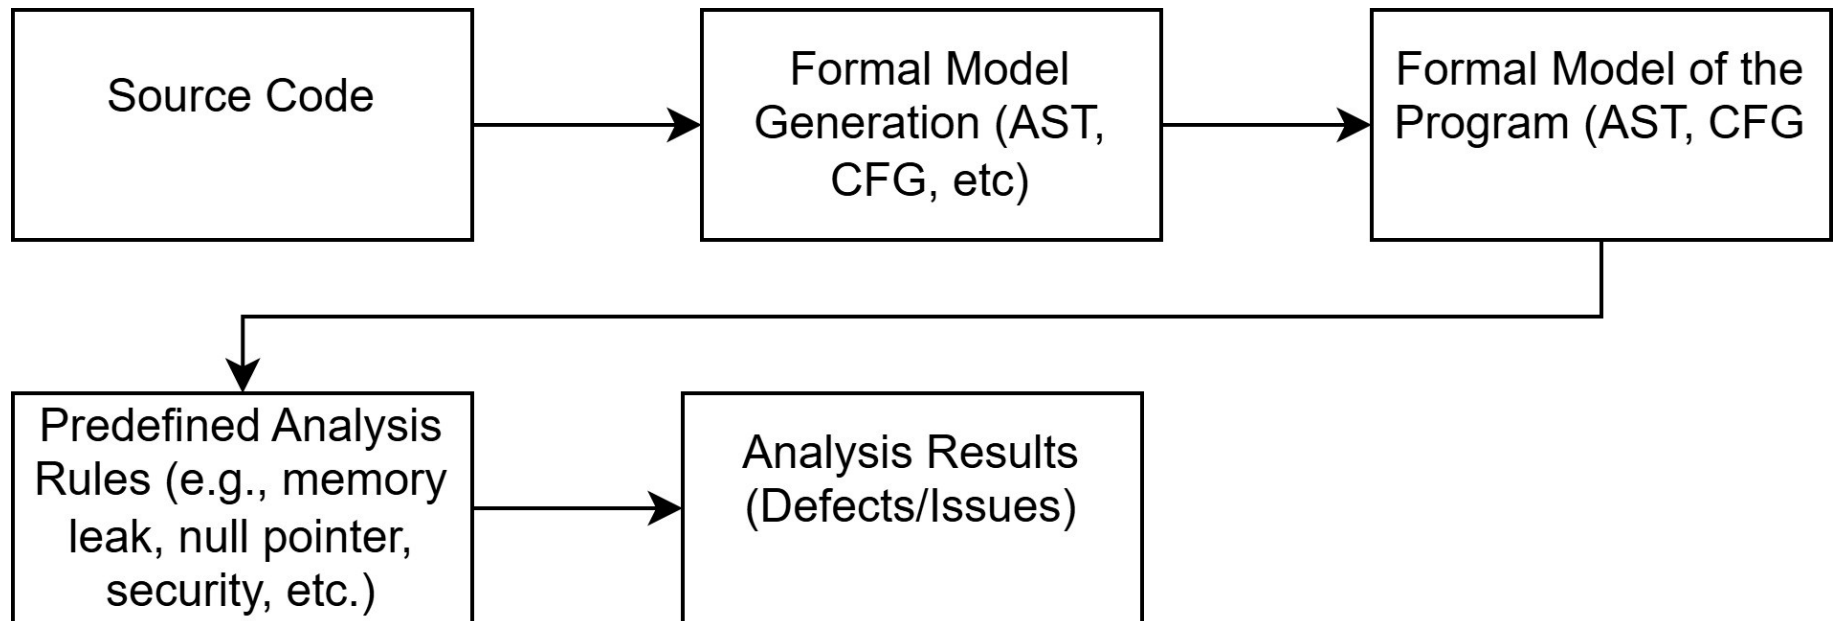 Source Code
Formal Model
Generation (AST,
CFG, etc)
Formal Model of the
Program (AST, CFG
Predefined Analysis
Rules (e.g., memory
leak, null pointer,
security, etc.)
Analysis Results
(Defects/Issues)